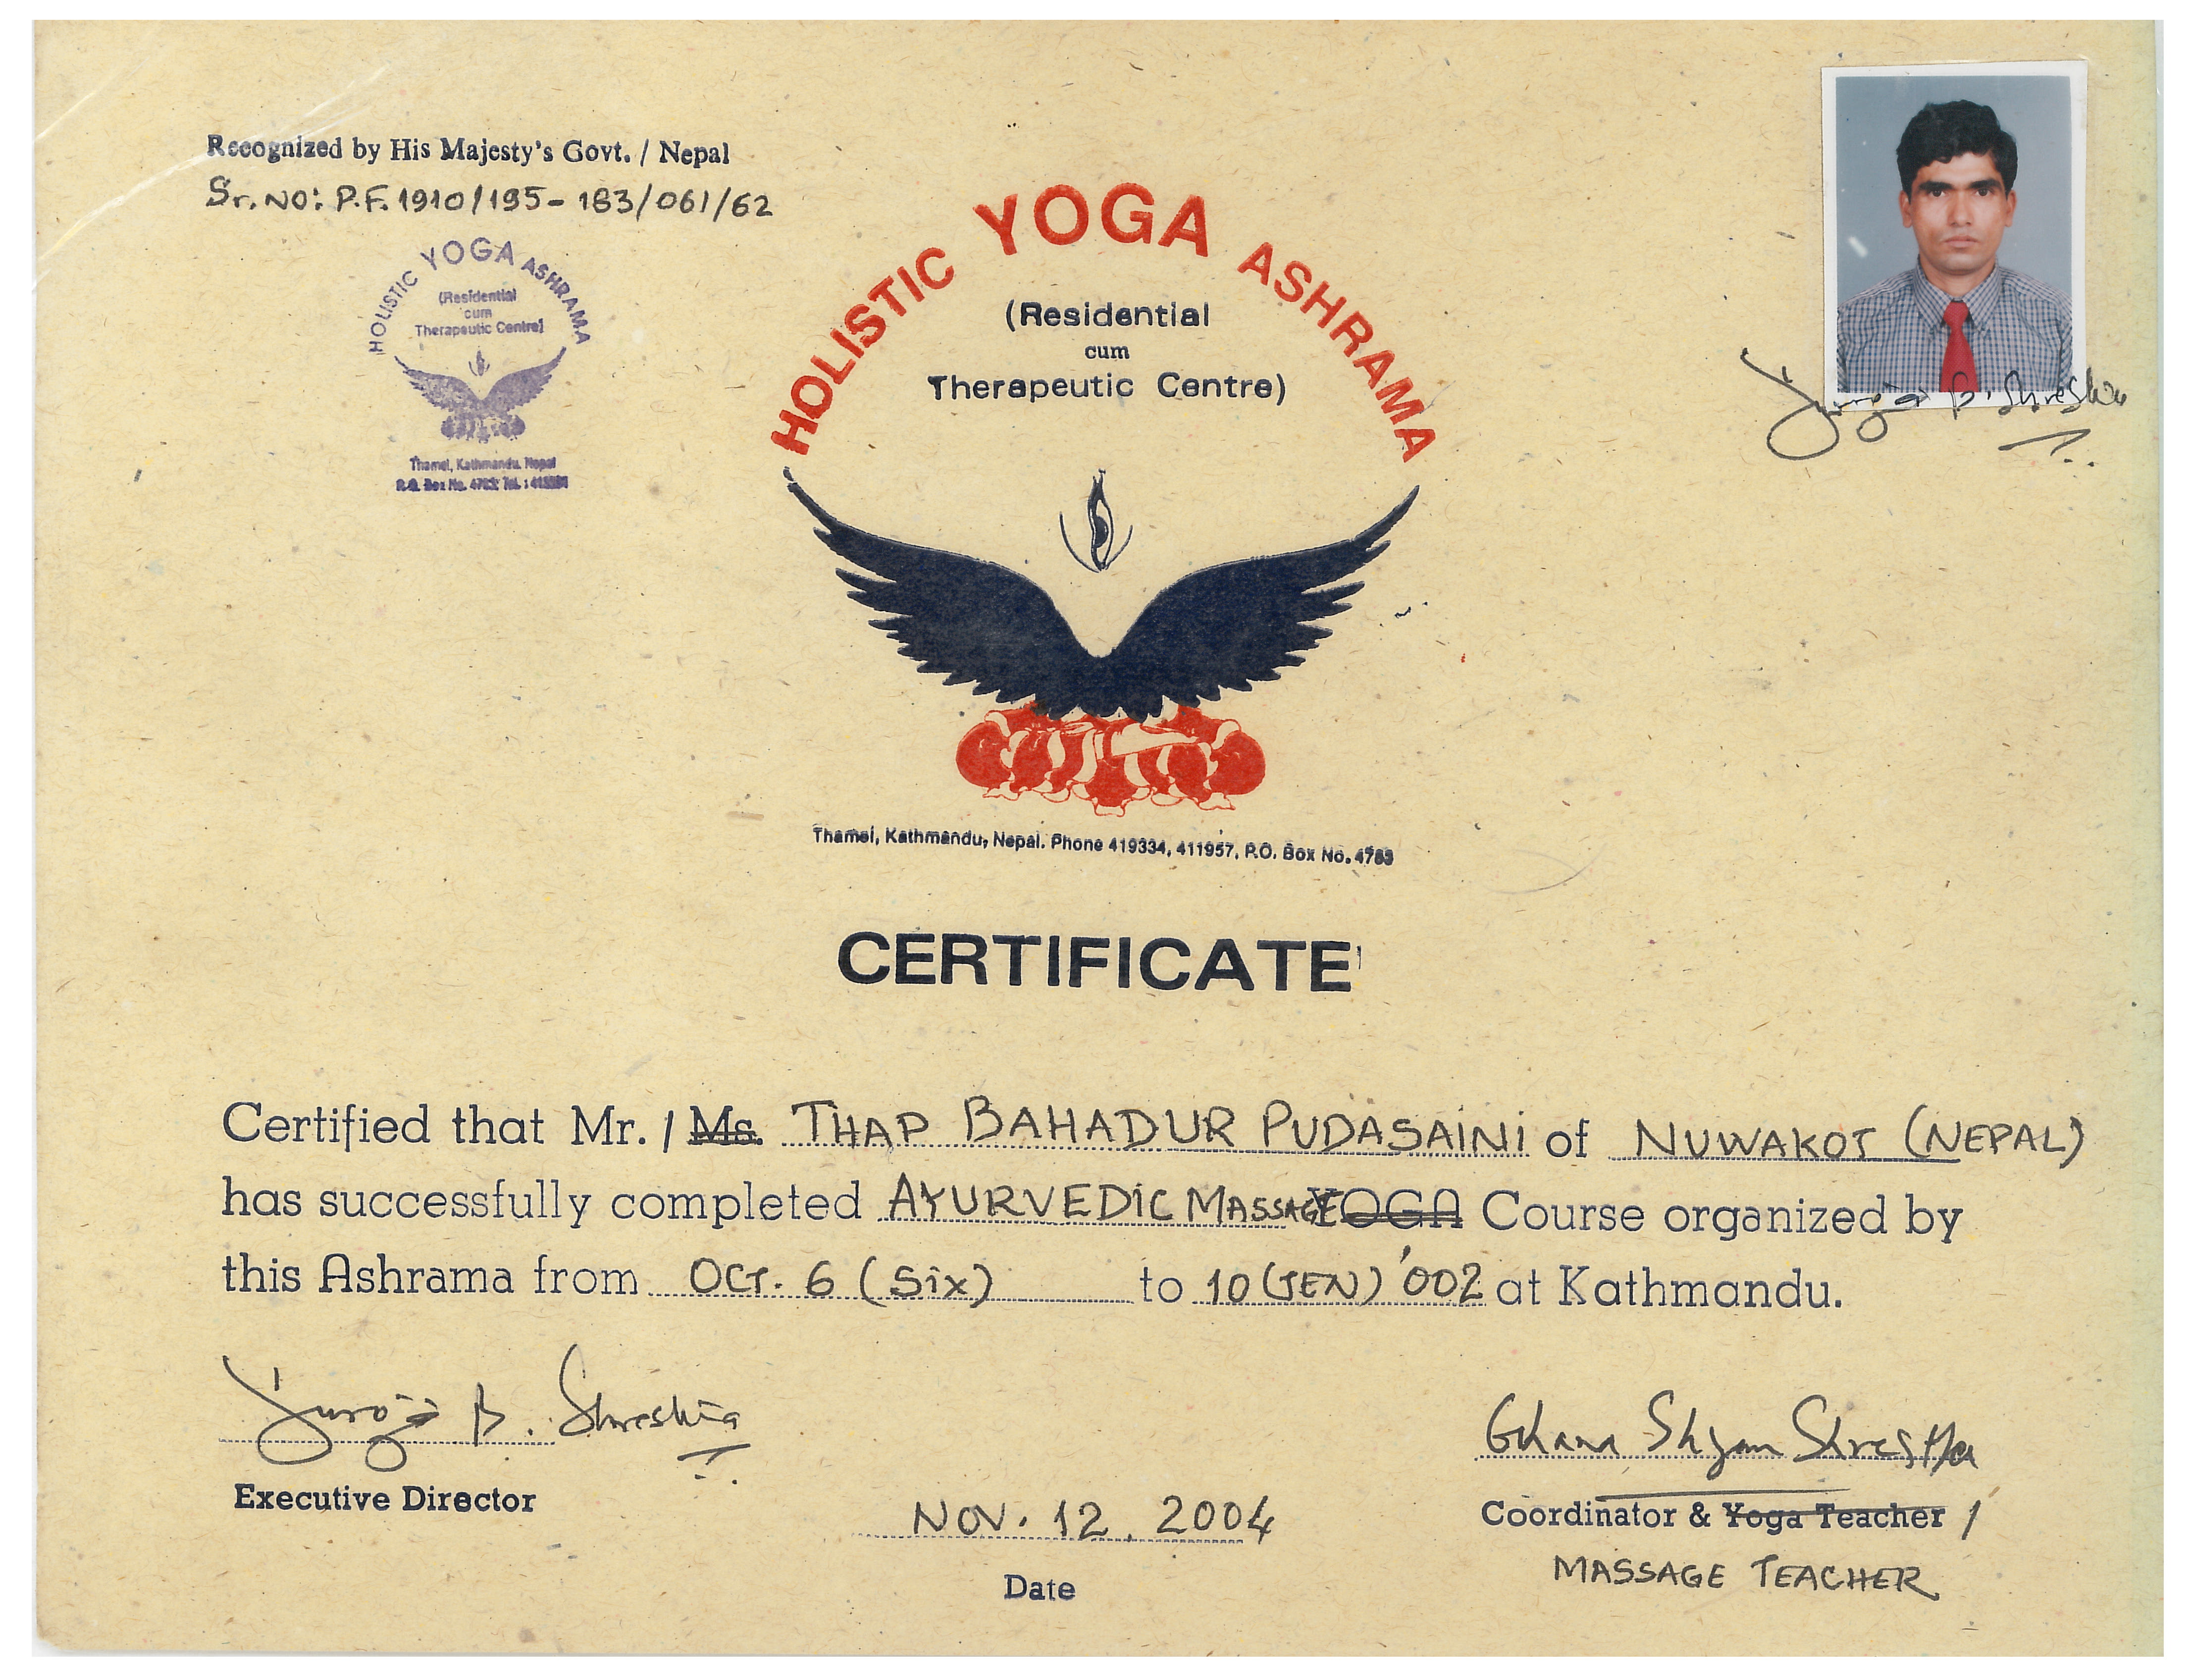 Recognized by His Majesty's Govt. / Nepal
Sr. NO: P.F. 1910/195-183/061/62
HOLISTIC YOGA ASHRAMA
(Residential
cum
Therapeutic Centre)
Thamel, Kathmandu, Nepal
P.O. Box No. 4783, Tel. :
HOLISTIC YOGA ASHRAMA
(Residential
cum
Therapeutic Centre)
B. Shrestha
Thamel, Kathmandu, Nepal. Phone 419334, 411957, P.O. Box No. 4783
CERTIFICATE
Certified that Mr. / Ms. THAP BAHADUR PUDASAINI of NUWAKOT (NEPAL)
has successfully completed AYURVEDIC MASSAGE YOGA Course organized by
this Ashrama from OCT. 6 (Six) to 10 (TEN) '002 at Kathmandu.
B. Shrestha
Executive Director
NOV. 12, 2004
Date
Ghana Shyam Shrestha
Coordinator & Yoga Teacher /
MASSAGE TEACHER